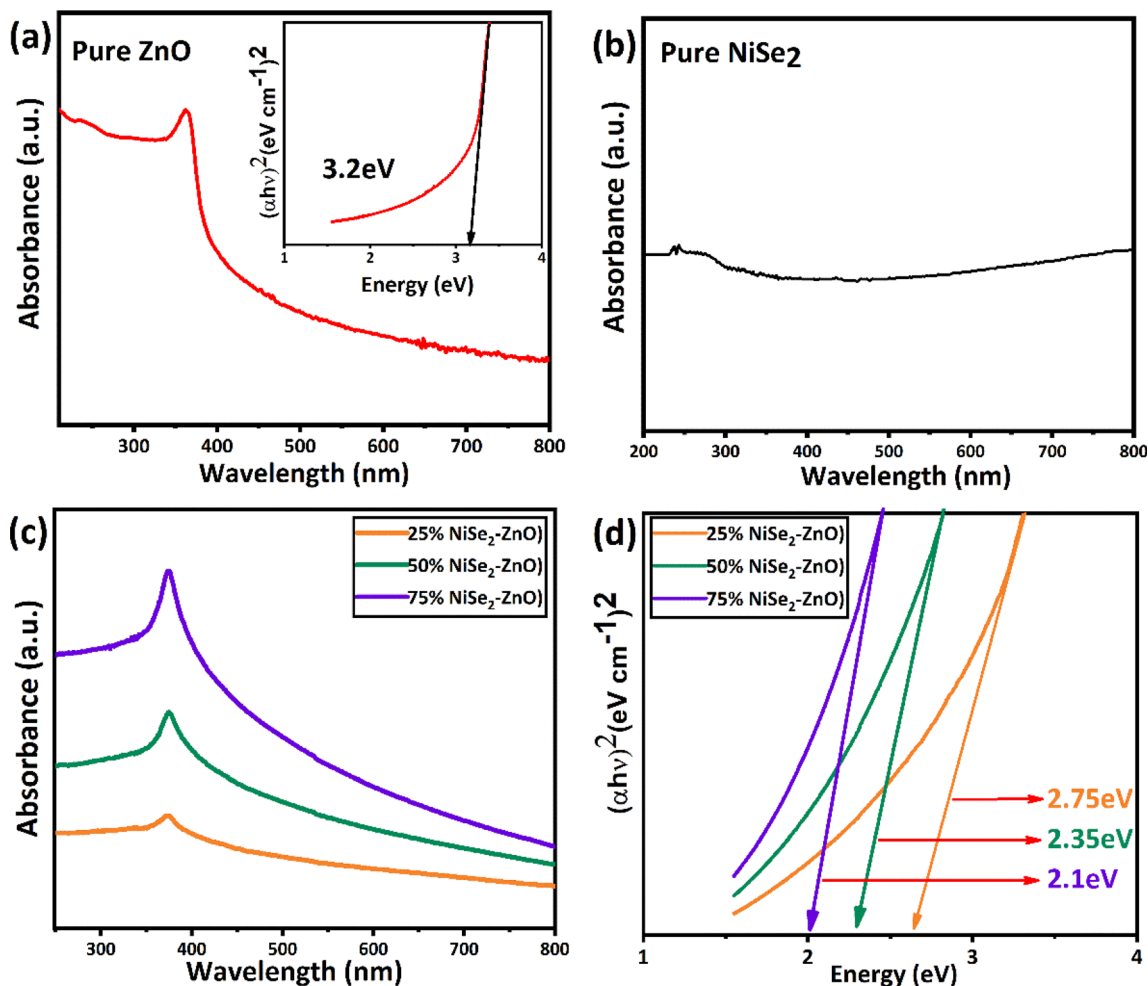 (a)
Pure ZnO
Absorbance (a.u.)
300 400 500 600 700 800
Wavelength (nm)
(αhν)2(eV cm-1)2
3.2eV
1 2 3 4
Energy (eV)
(b)
Pure NiSe2
Absorbance (a.u.)
200 300 400 500 600 700 800
Wavelength (nm)
(c)
25% NiSe2-ZnO)
50% NiSe2-ZnO)
75% NiSe2-ZnO)
Absorbance (a.u.)
300 400 500 600 700 800
Wavelength (nm)
(d)
25% NiSe2-ZnO)
50% NiSe2-ZnO)
75% NiSe2-ZnO)
(αhν)2(eV cm-1)2
2.75eV
2.35eV
2.1eV
1 2 3 4
Energy (eV)